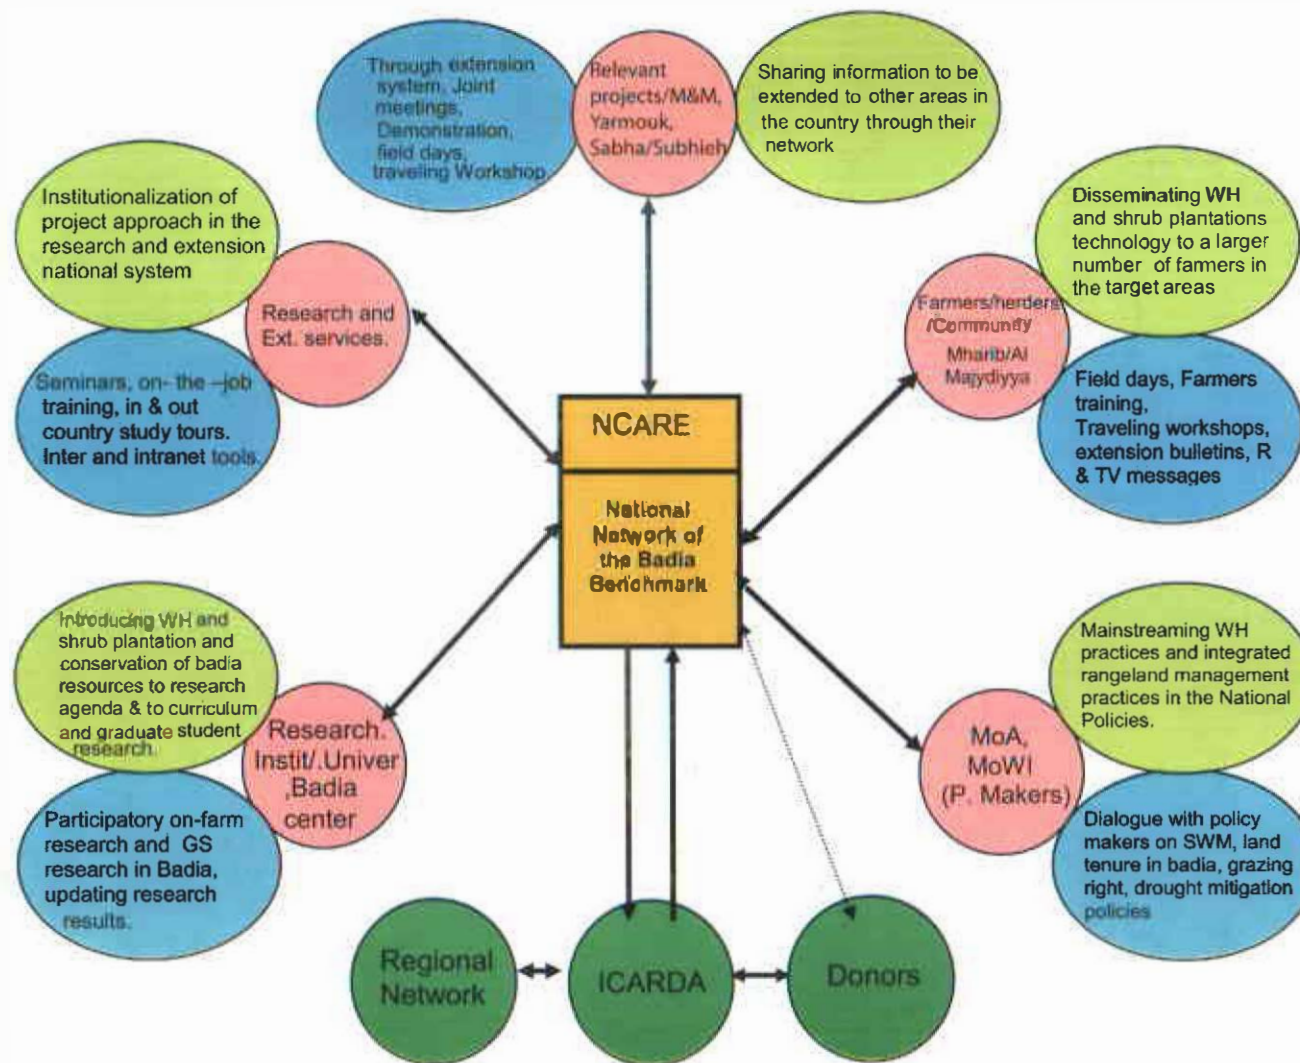 Through extension
system, Joint
meetings,
Demonstration,
field days,
traveling Workshop.
Relevant
projects/M&M,
Yarmouk,
Sabha/Subhieh
Sharing information to be
extended to other areas in
the country through their
network
Institutionalization of
project approach in the
research and extension
national system
Research and
Ext. services.
Seminars, on- the –job
training, in & out
country study tours.
Inter and intranet tools.
Disseminating WH
and shrub plantations
technology to a larger
number of farmers in
the target areas
Farmers/herders
/Community
Mharib/Al
Majydiyya
Field days, Farmers
training,
Traveling workshops,
extension bulletins, R
& TV messages
NCARE
National
Network of
the Badia
Benchmark
Introducing WH and
shrub plantation and
conservation of badia
resources to research
agenda & to curriculum
and graduate student
research.
Research.
Instit/.Univer
,Badia
center
Participatory on-farm
research and GS
research in Badia,
updating research
results.
Mainstreaming WH
practices and integrated
rangeland management
practices in the National
Policies.
MoA,
MoWI
(P. Makers)
Dialogue with policy
makers on SWM, land
tenure in badia, grazing
right, drought mitigation
policies
Regional
Network
ICARDA
Donors